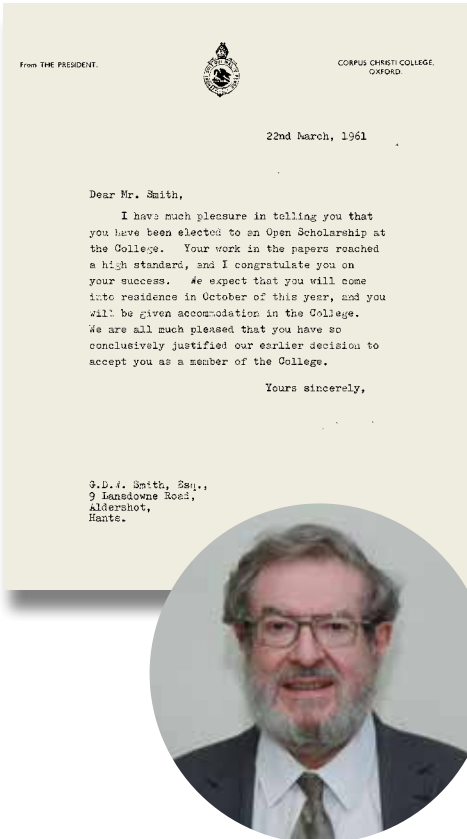 From THE PRESIDENT.
CORPUS CHRISTI COLLEGE,
OXFORD.
22nd March, 1961
Dear Mr. Smith,
I have much pleasure in telling you that
you have been elected to an Open Scholarship at
the College. Your work in the papers reached
a high standard, and I congratulate you on
your success. We expect that you will come
into residence in October of this year, and you
will be given accommodation in the College.
We are all much pleased that you have so
conclusively justified our earlier decision to
accept you as a member of the College.
Yours sincerely,
G.D.W. Smith, Esq.,
9 Lansdowne Road,
Aldershot,
Hants.